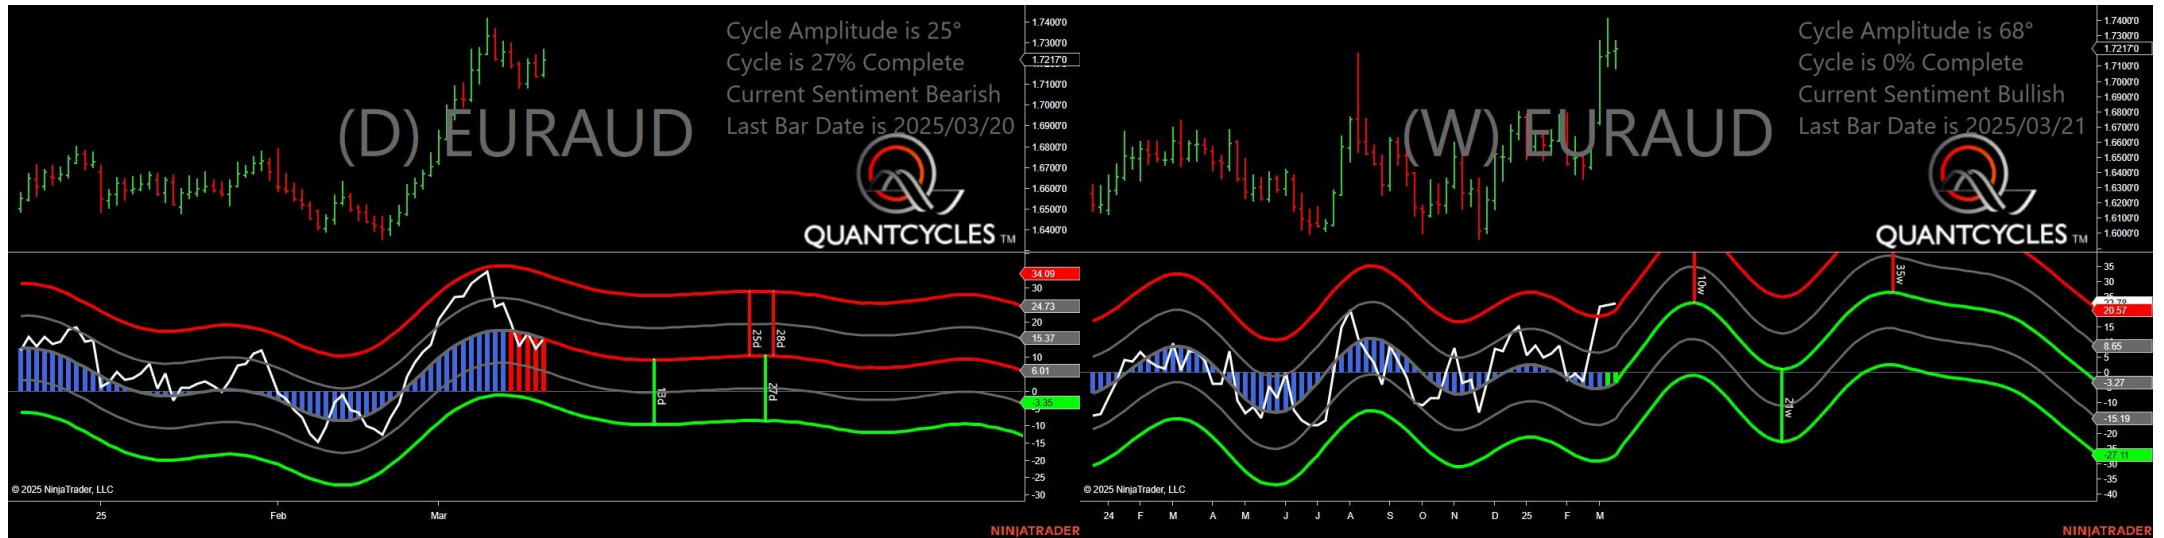 Cycle Amplitude is 25°
Cycle is 27% Complete
Current Sentiment Bearish
Last Bar Date is 2025/03/20
(D) EURAUD
QUANTCYCLES TM
1.7400'0
1.7300'0
1.7217'0
1.7100'0
1.7000'0
1.6900'0
1.6800'0
1.6700'0
1.6600'0
1.6500'0
1.6400'0
34.09
30
24.73
20
15.37
10
6.01
0
-3.35
-10
-15
-20
-25
-30
13d
25d
28d
27d
© 2025 NinjaTrader, LLC
25
Feb
Mar
NINJATRADER
Cycle Amplitude is 68°
Cycle is 0% Complete
Current Sentiment Bullish
Last Bar Date is 2025/03/21
(W) EURAUD
QUANTCYCLES TM
1.7400'0
1.7300'0
1.7217'0
1.7100'0
1.7000'0
1.6900'0
1.6800'0
1.6700'0
1.6600'0
1.6500'0
1.6400'0
1.6300'0
1.6200'0
1.6100'0
1.6000'0
35
30
25
20.57
15
8.65
5
0
-3.27
-10
-15.19
-20
-27.11
-30
-35
-40
10w
35w
21w
© 2025 NinjaTrader, LLC
24 F M A M J J A S O N D 25 F M
NINJATRADER